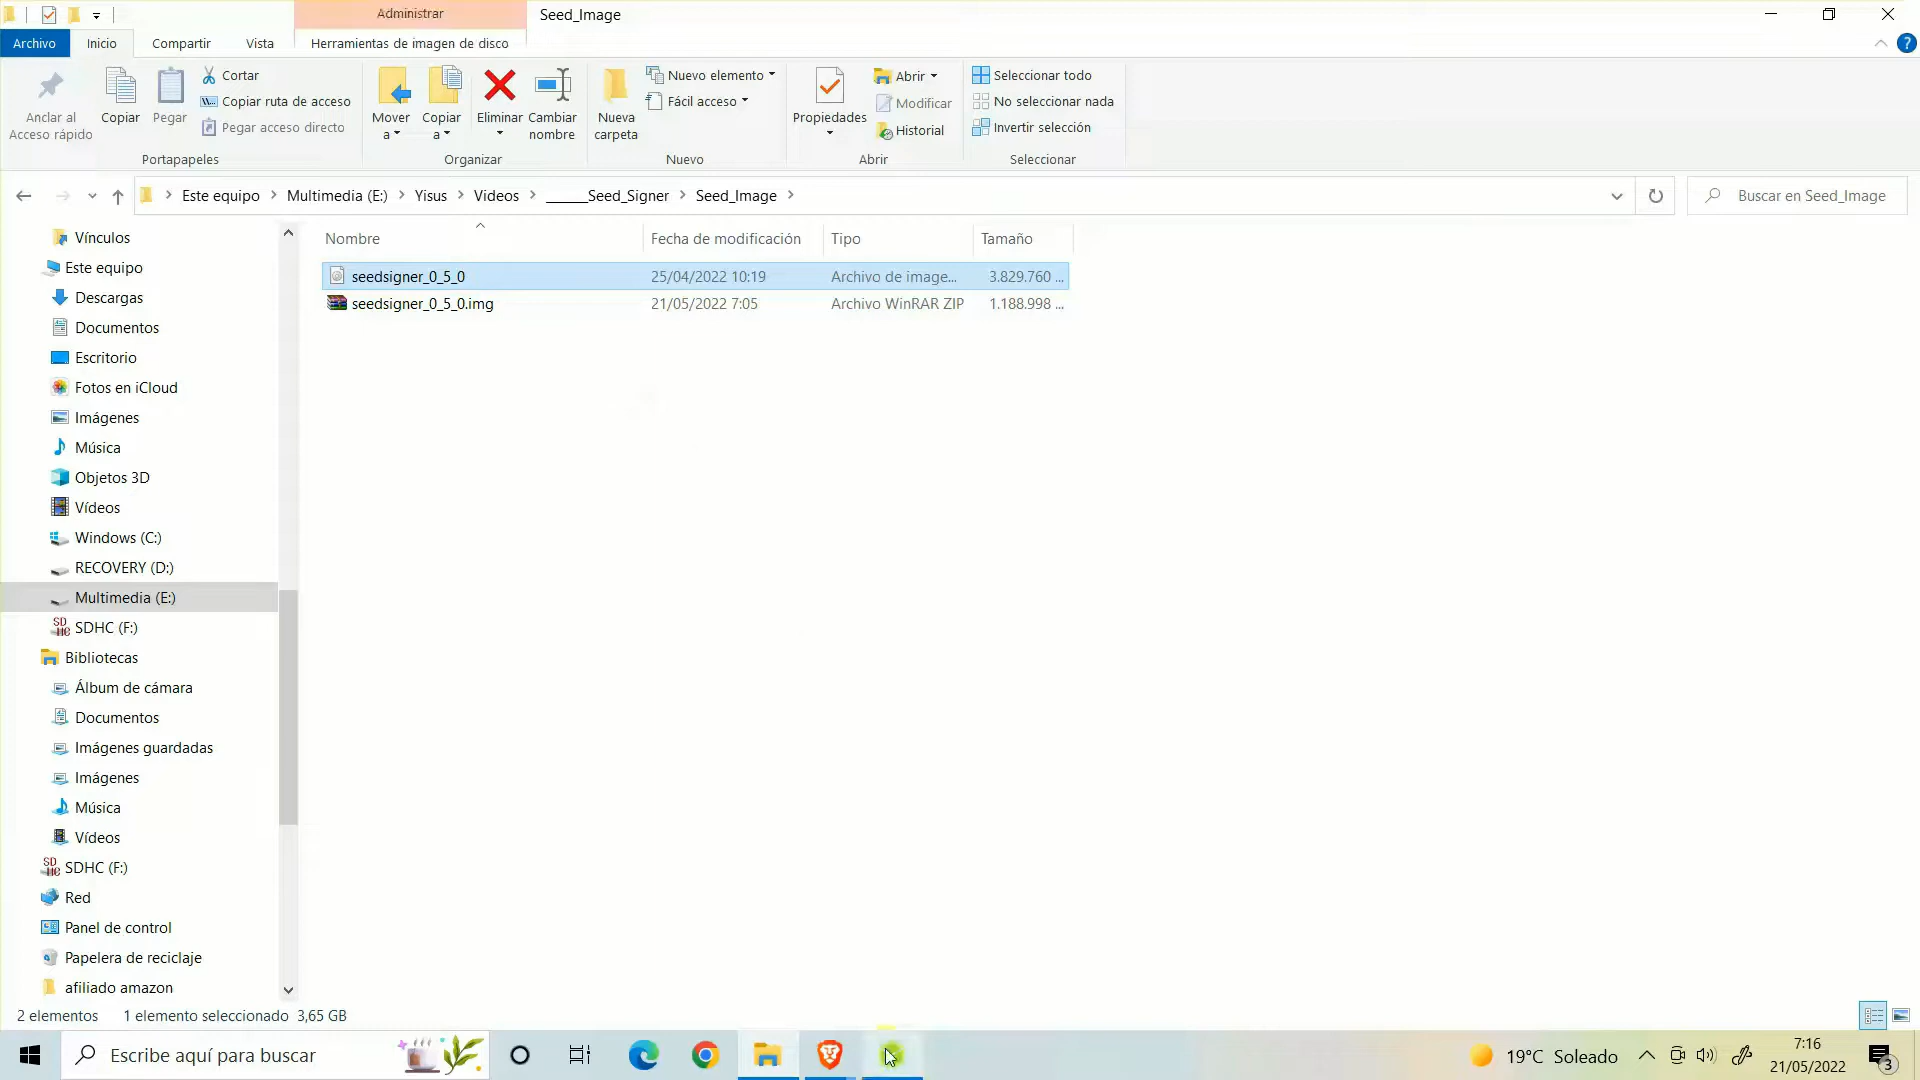 Administrar
Seed_Image
Archivo
Inicio
Compartir
Vista
Herramientas de imagen de disco
?
Anclar al
Acceso rápido
Copiar
Pegar
Cortar
Copiar ruta de acceso
Pegar acceso directo
Portapapeles
Mover
a
Copiar
a
Eliminar
Cambiar
nombre
Organizar
Nueva
carpeta
Nuevo elemento
Fácil acceso
Nuevo
Propiedades
Abrir
Modificar
Historial
Abrir
Seleccionar todo
No seleccionar nada
Invertir selección
Seleccionar
Este equipo > Multimedia (E:) > Yisus > Videos > ______Seed_Signer > Seed_Image >
Buscar en Seed_Image
Nombre Fecha de modificación Tipo Tamaño
seedsigner_0_5_0 25/04/2022 10:19 Archivo de image... 3.829.760 ...
seedsigner_0_5_0.img 21/05/2022 7:05 Archivo WinRAR ZIP 1.188.998 ...
Vínculos
Este equipo
Descargas
Documentos
Escritorio
Fotos en iCloud
Imágenes
Música
Objetos 3D
Vídeos
Windows (C:)
RECOVERY (D:)
Multimedia (E:)
SDHC (F:)
Bibliotecas
Álbum de cámara
Documentos
Imágenes guardadas
Imágenes
Música
Vídeos
SDHC (F:)
Red
Panel de control
Papelera de reciclaje
afiliado amazon
2 elementos 1 elemento seleccionado 3,65 GB
Escribe aquí para buscar
19°C Soleado
7:16
21/05/2022
3